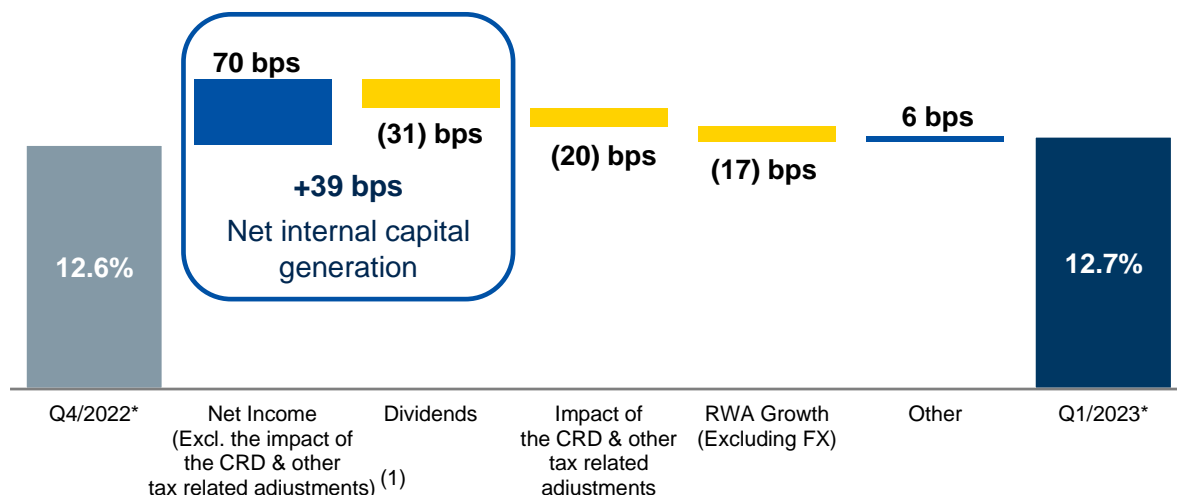 70 bps
(31) bps
(20) bps
(17) bps
6 bps
+39 bps
Net internal capital
generation
12.6%
12.7%
Q4/2022*
Net Income
(Excl. the impact of
the CRD & other
tax related adjustments) (1)
Dividends
Impact of
the CRD & other
tax related
adjustments
RWA Growth
(Excluding FX)
Other
Q1/2023*